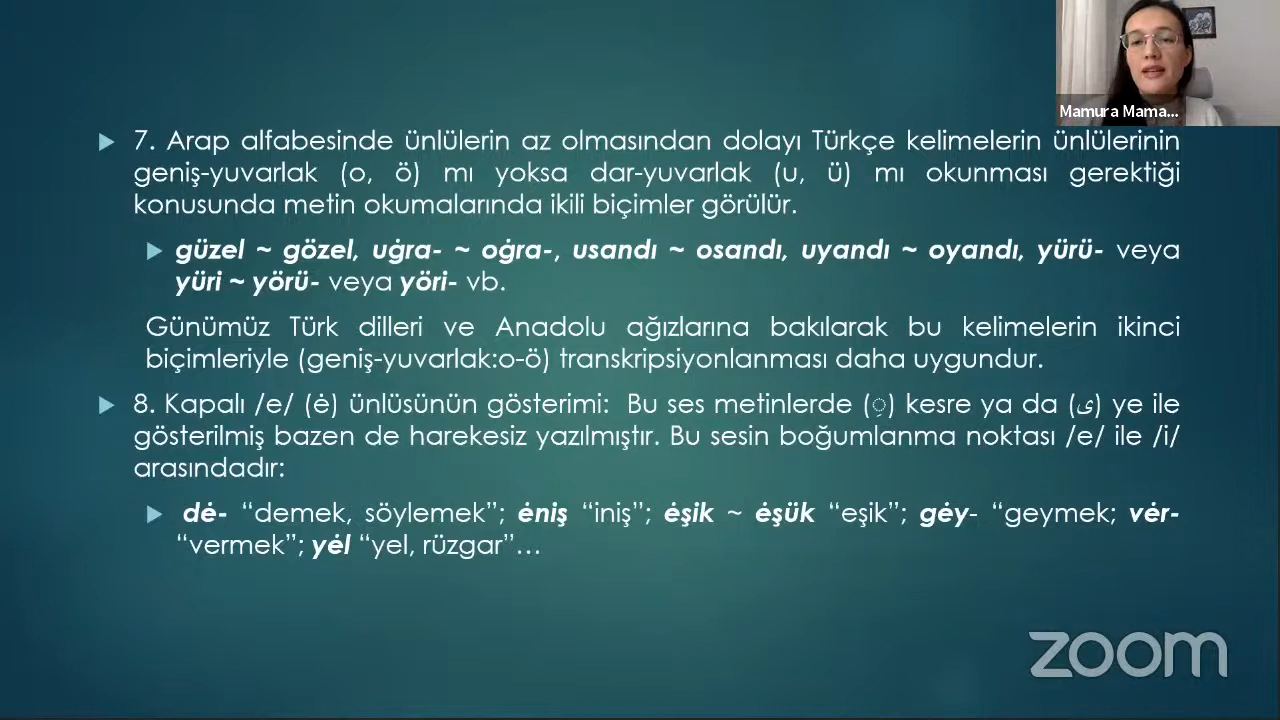 Mamura Mama...
7. Arap alfabesinde ünlülerin az olmasından dolayı Türkçe kelimelerin ünlülerinin
geniş-yuvarlak (o, ö) mı yoksa dar-yuvarlak (u, ü) mı okunması gerektiği
konusunda metin okumalarında ikili biçimler görülür.
güzel ~ gözel, uġra- ~ oġra-, usandı ~ osandı, uyandı ~ oyandı, yürü- veya
yüri ~ yörü- veya yöri- vb.
Günümüz Türk dilleri ve Anadolu ağızlarına bakılarak bu kelimelerin ikinci
biçimleriyle (geniş-yuvarlak:o-ö) transkripsiyonlanması daha uygundur.
8. Kapalı /e/ (ė) ünlüsünün gösterimi: Bu ses metinlerde (ِ) kesre ya da (ى) ye ile
gösterilmiş bazen de harekesiz yazılmıştır. Bu sesin boğumlanma noktası /e/ ile /i/
arasındadır:
dė- “demek, söylemek”; ėniş “iniş”; ėşik ~ ėşük “eşik”; gėy- “geymek; vėr-
“vermek”; yėl “yel, rüzgar”…
zoom